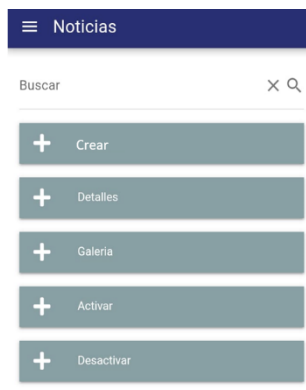 Noticias
Buscar
Crear
Detalles
Galeria
Activar
Desactivar